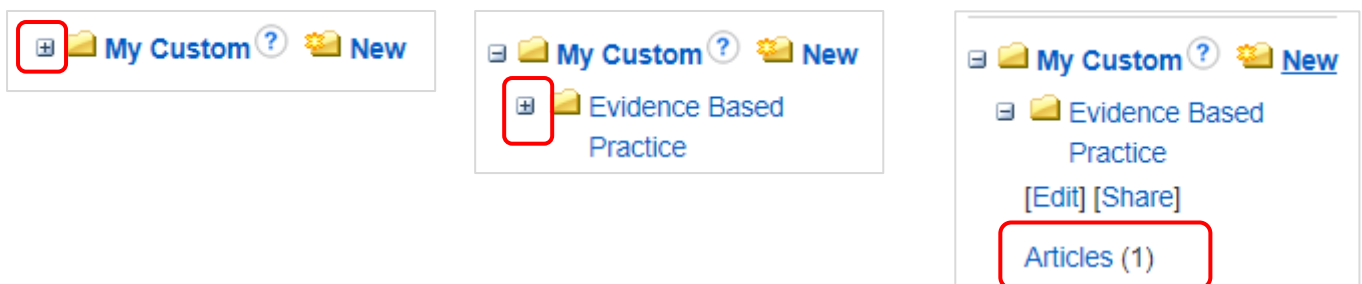 My Custom ? New
My Custom ? New
Evidence Based
Practice
My Custom ? New
Evidence Based
Practice
[Edit] [Share]
Articles (1)